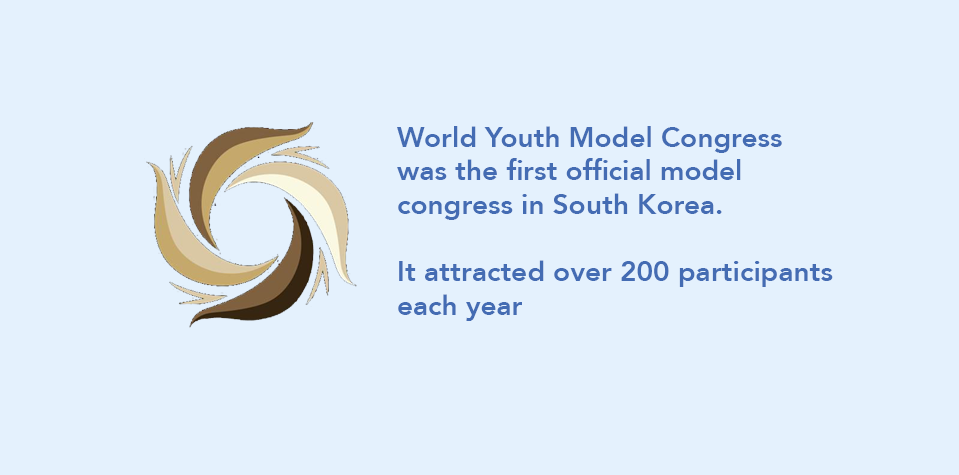 World Youth Model Congress
was the first official model
congress in South Korea.
It attracted over 200 participants
each year